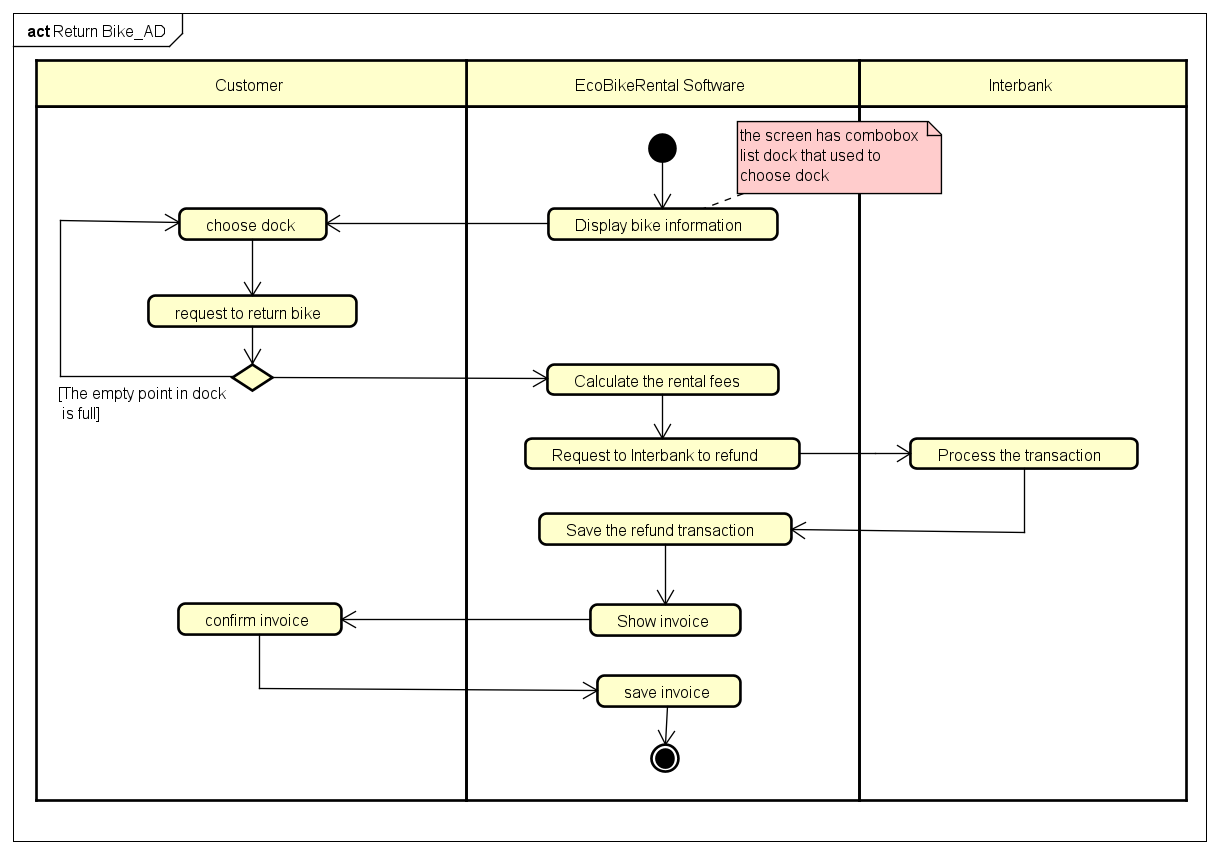 act Return Bike_AD
Customer
EcoBikeRental Software
Interbank
the screen has combobox
list dock that used to
choose dock
choose dock
Display bike information
request to return bike
[The empty point in dock
is full]
Calculate the rental fees
Request to Interbank to refund
Process the transaction
Save the refund transaction
confirm invoice
Show invoice
save invoice